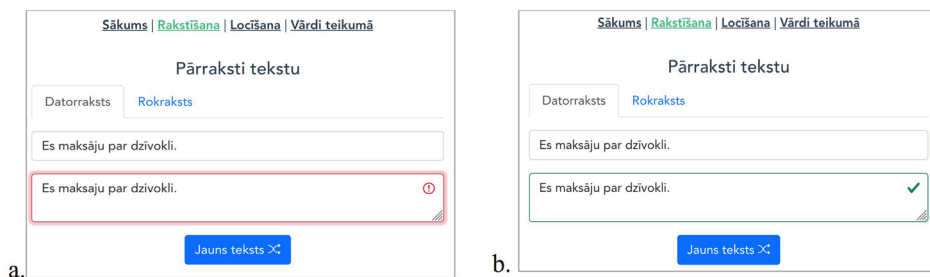 Sākums | Rakstīšana | Locīšana | Vārdi teikumā
Pārraksti tekstu
Datorraksts Rokraksts
Es maksāju par dzīvokli.
Es maksaju par dzivokli.
Jauns teksts
a.
Sākums | Rakstīšana | Locīšana | Vārdi teikumā
Pārraksti tekstu
Datorraksts Rokraksts
Es maksāju par dzīvokli.
Es maksāju par dzīvokli.
Jauns teksts
b.